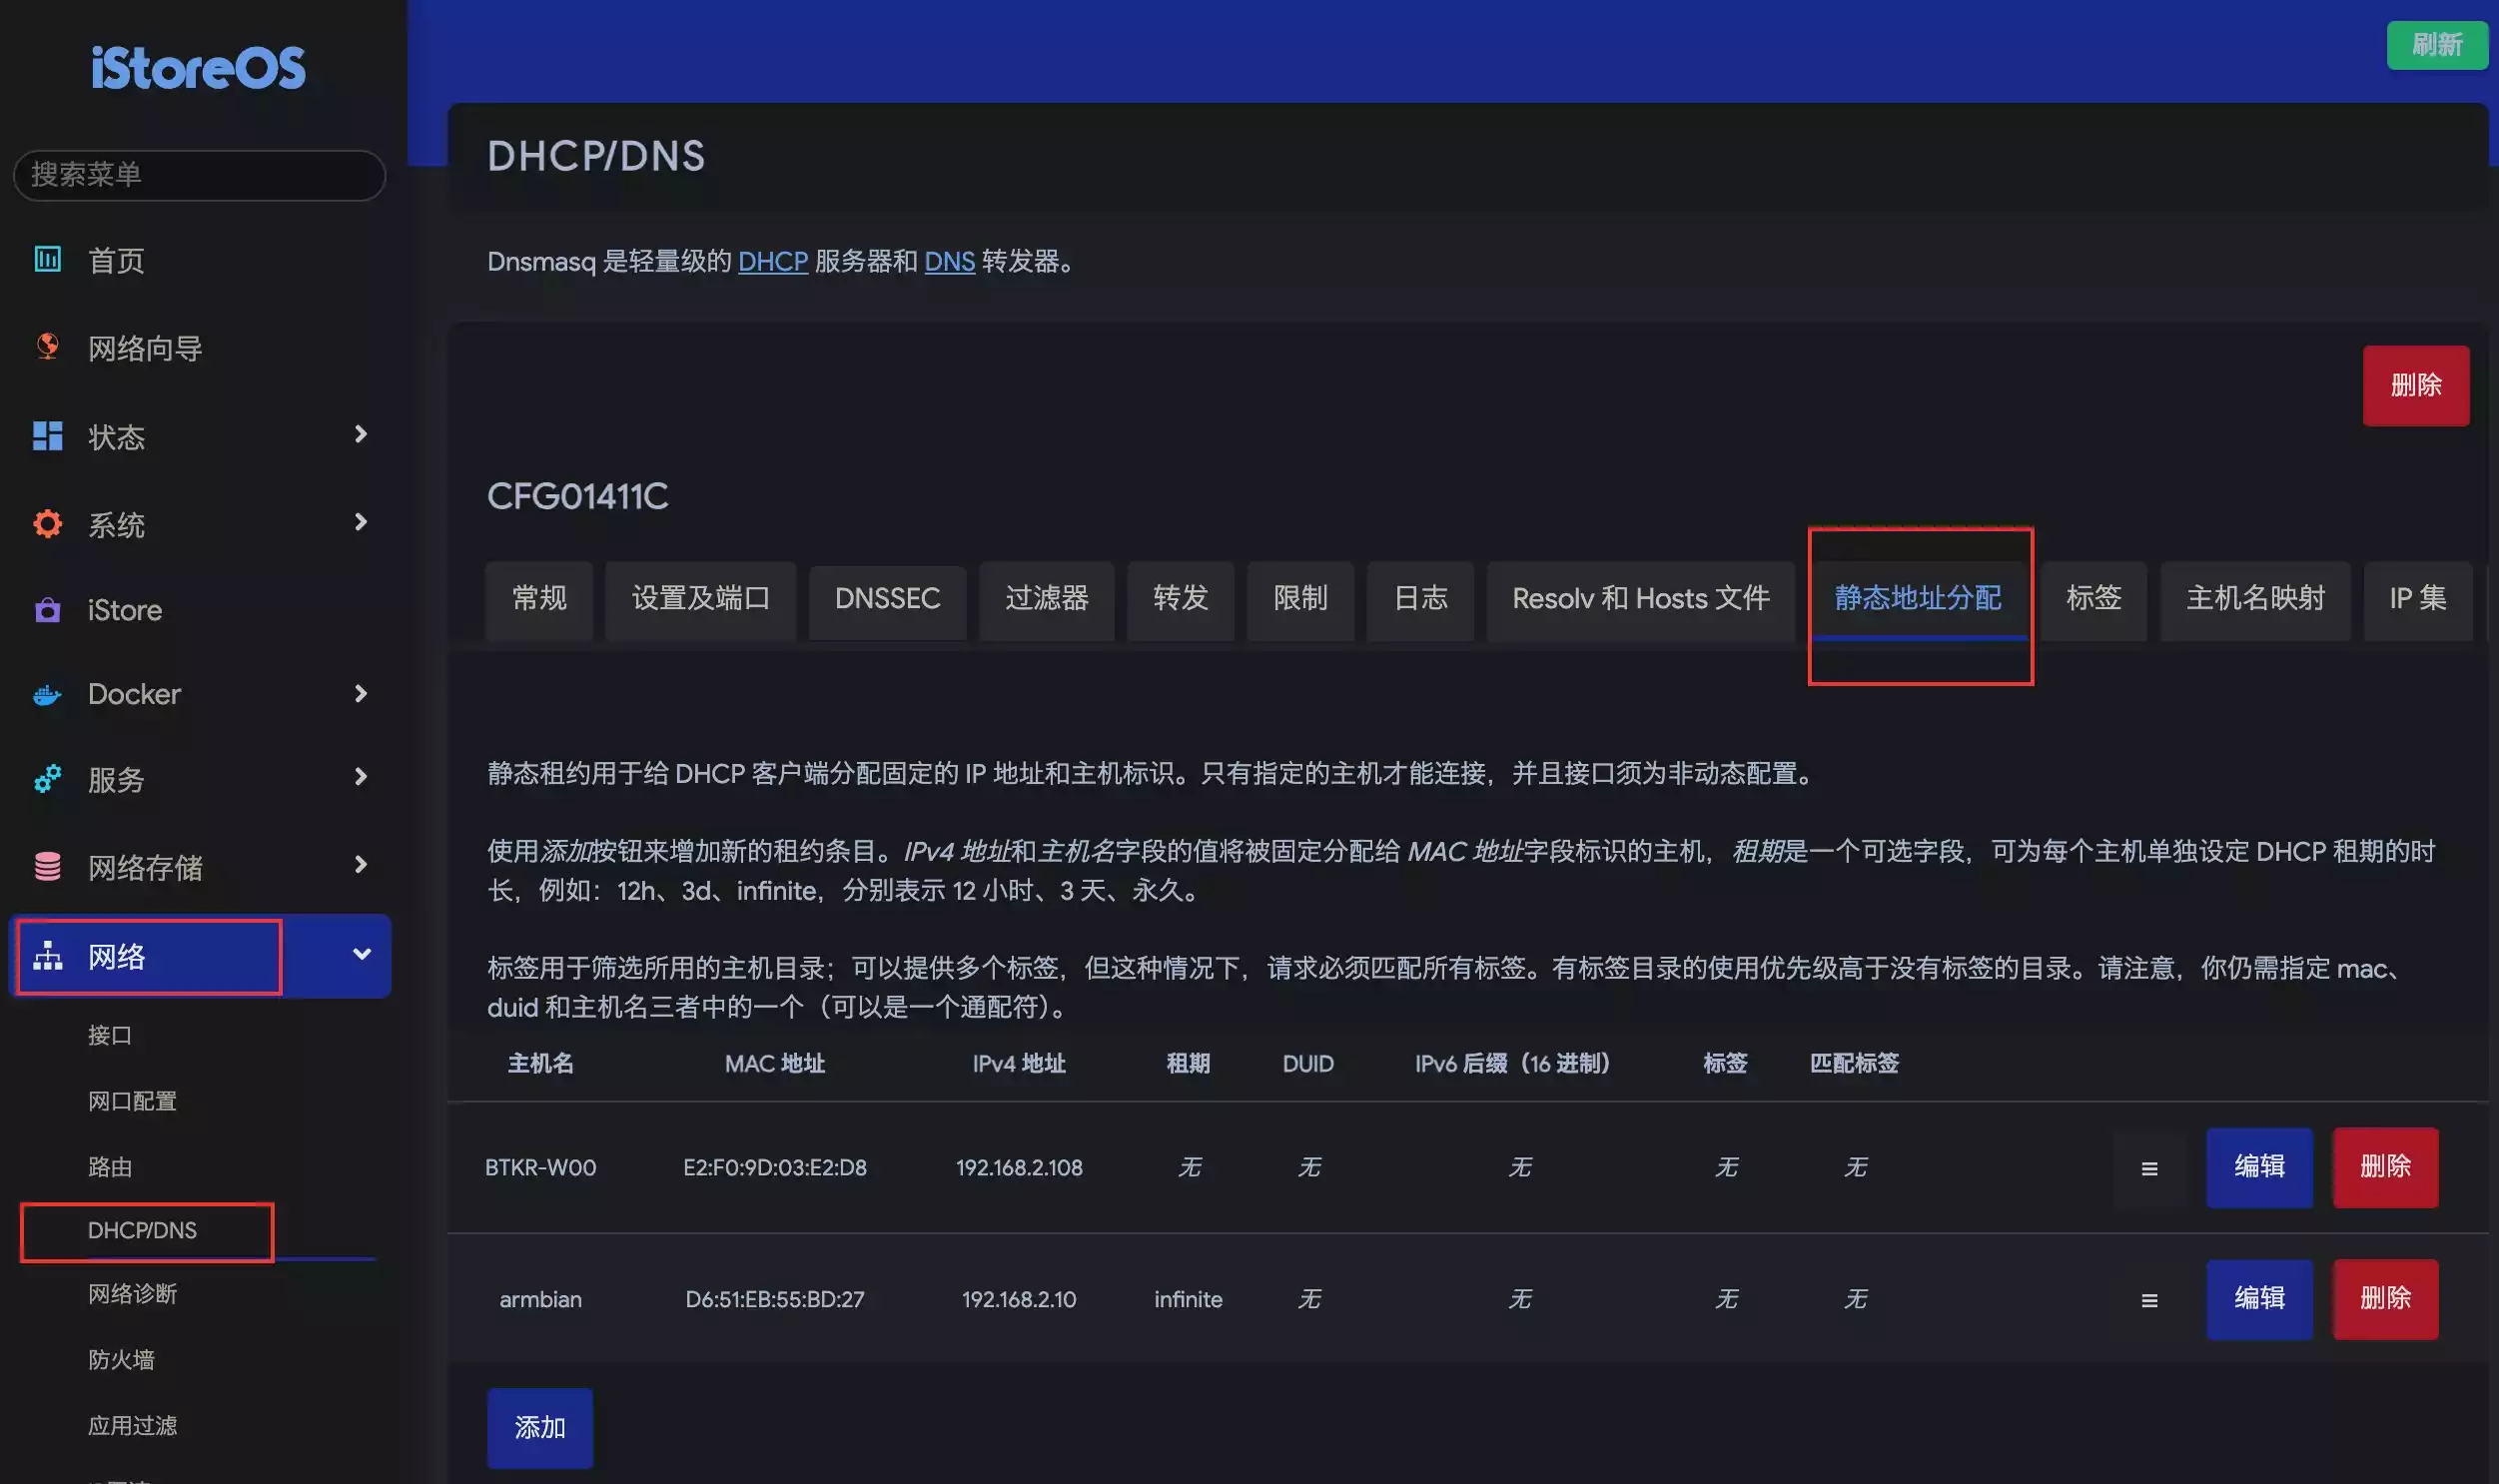 iStoreOS
搜索菜单
首页
网络向导
状态
系统
iStore
Docker
服务
网络存储
网络
接口
网口配置
路由
DHCP/DNS
网络诊断
防火墙
应用过滤
刷新
DHCP/DNS
Dnsmasq 是轻量级的 DHCP 服务器和 DNS 转发器。
删除
CFG01411C
常规 设置及端口 DNSSEC 过滤器 转发 限制 日志 Resolv 和 Hosts 文件 静态地址分配 标签 主机名映射 IP 集
静态租约用于给 DHCP 客户端分配固定的 IP 地址和主机标识。只有指定的主机才能连接，并且接口须为非动态配置。
使用添加按钮来增加新的租约条目。IPv4 地址和主机名字段的值将被固定分配给 MAC 地址字段标识的主机，租期是一个可选字段，可为每个主机单独设定 DHCP 租期的时
长，例如：12h、3d、infinite，分别表示 12 小时、3 天、永久。
标签用于筛选所用的主机目录；可以提供多个标签，但这种情况下，请求必须匹配所有标签。有标签目录的使用优先级高于没有标签的目录。请注意，你仍需指定 mac、
duid 和主机名三者中的一个（可以是一个通配符）。
主机名 MAC 地址 IPv4 地址 租期 DUID IPv6 后缀（16 进制） 标签 匹配标签
BTKR-W00 E2:F0:9D:03:E2:D8 192.168.2.108 无 无 无 无 无 编辑 删除
armbian D6:51:EB:55:BD:27 192.168.2.10 infinite 无 无 无 无 编辑 删除
添加